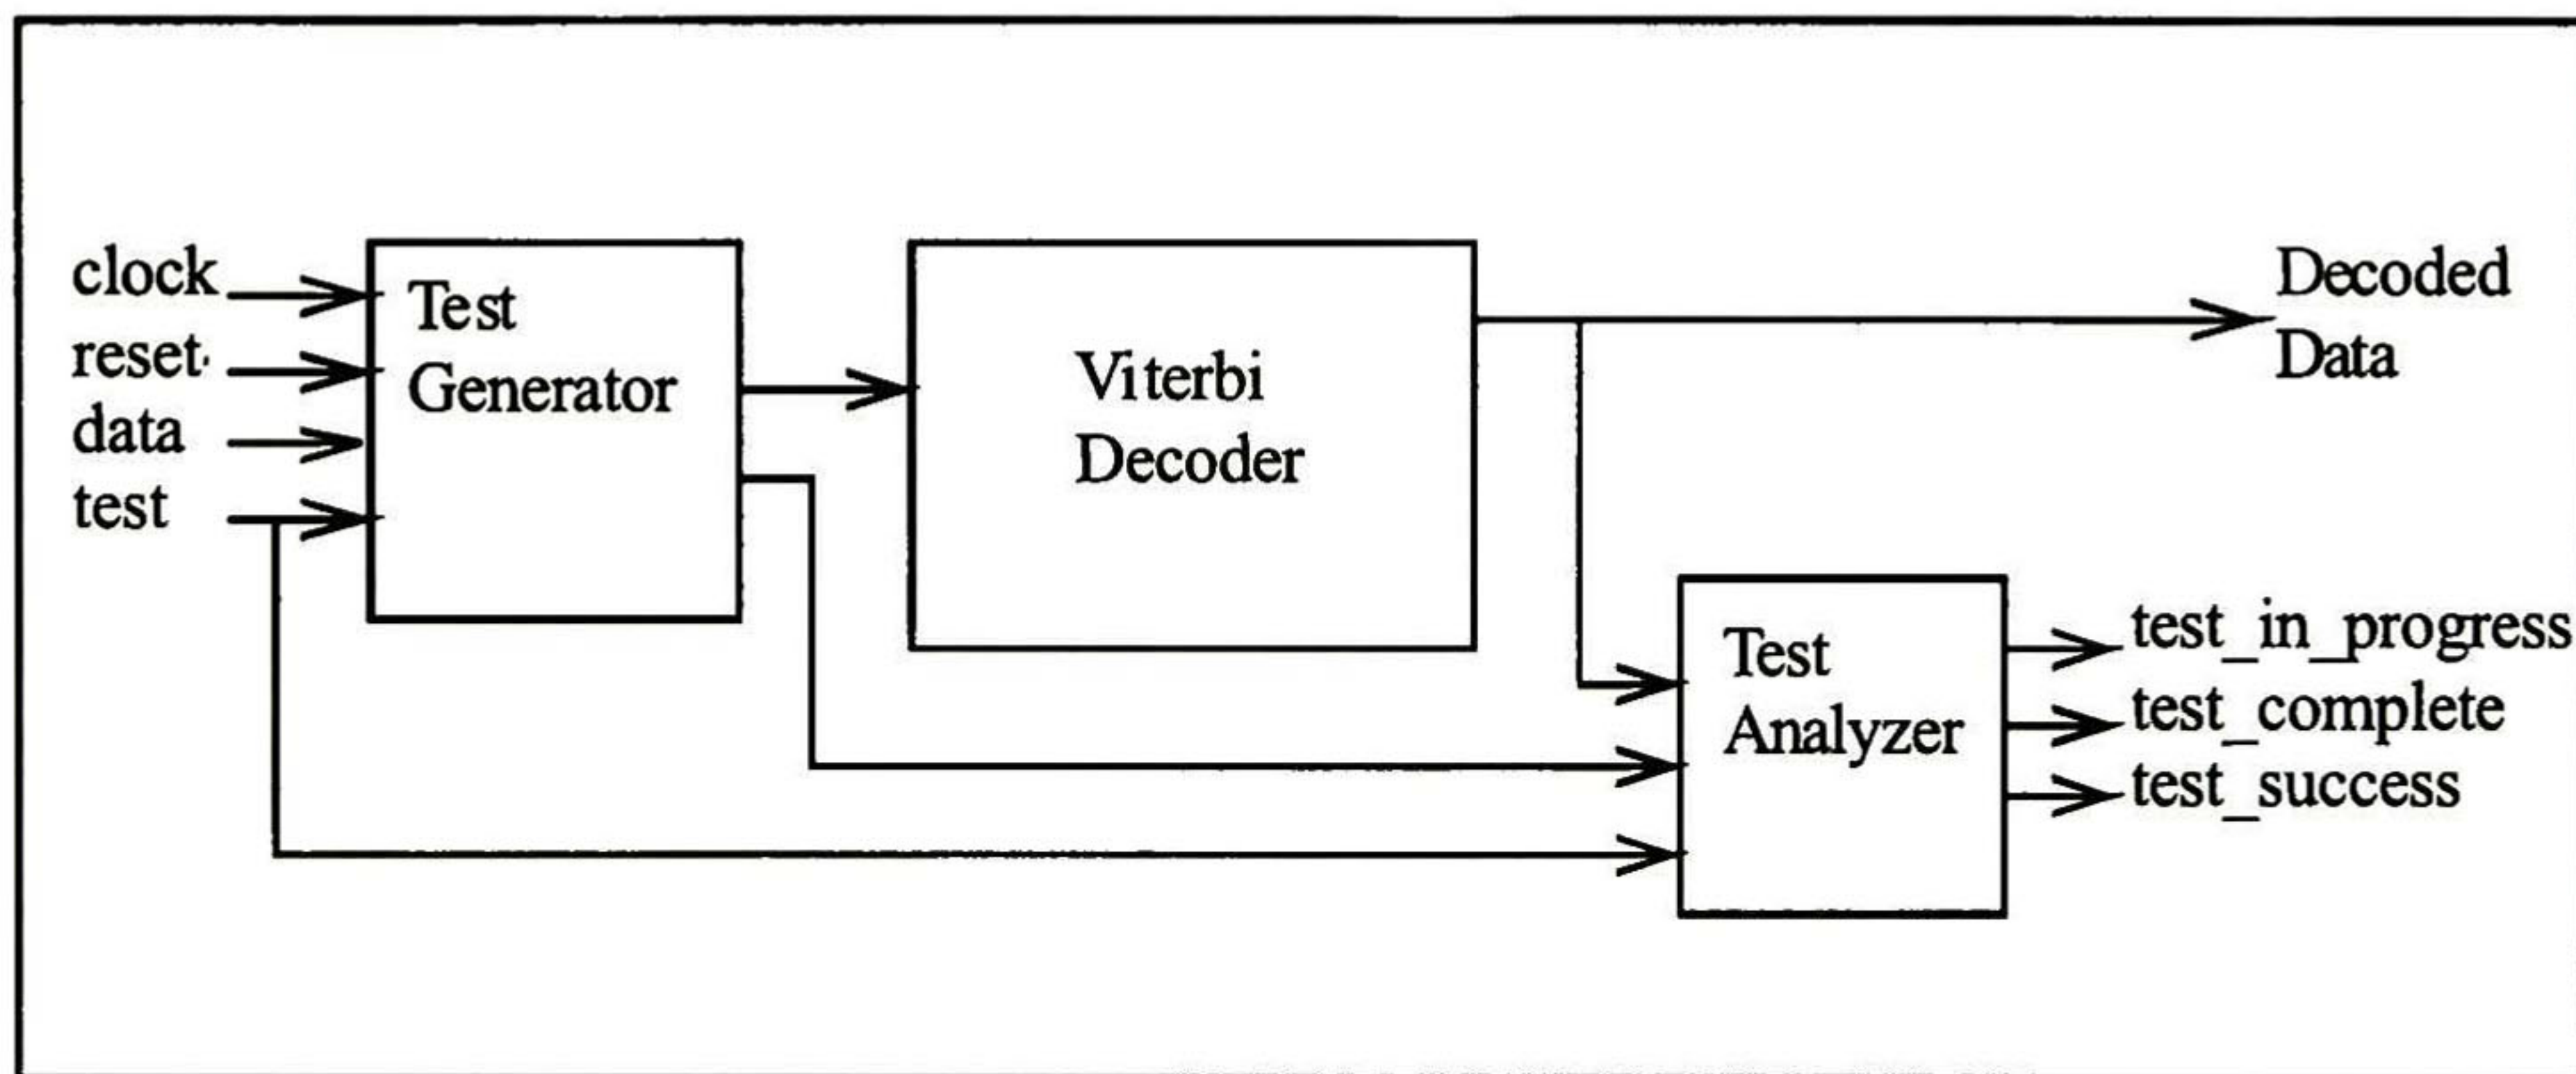 clock
reset
data
test
Test
Generator
Viterbi
Decoder
Decoded
Data
Test
Analyzer
test_in_progress
test_complete
test_success